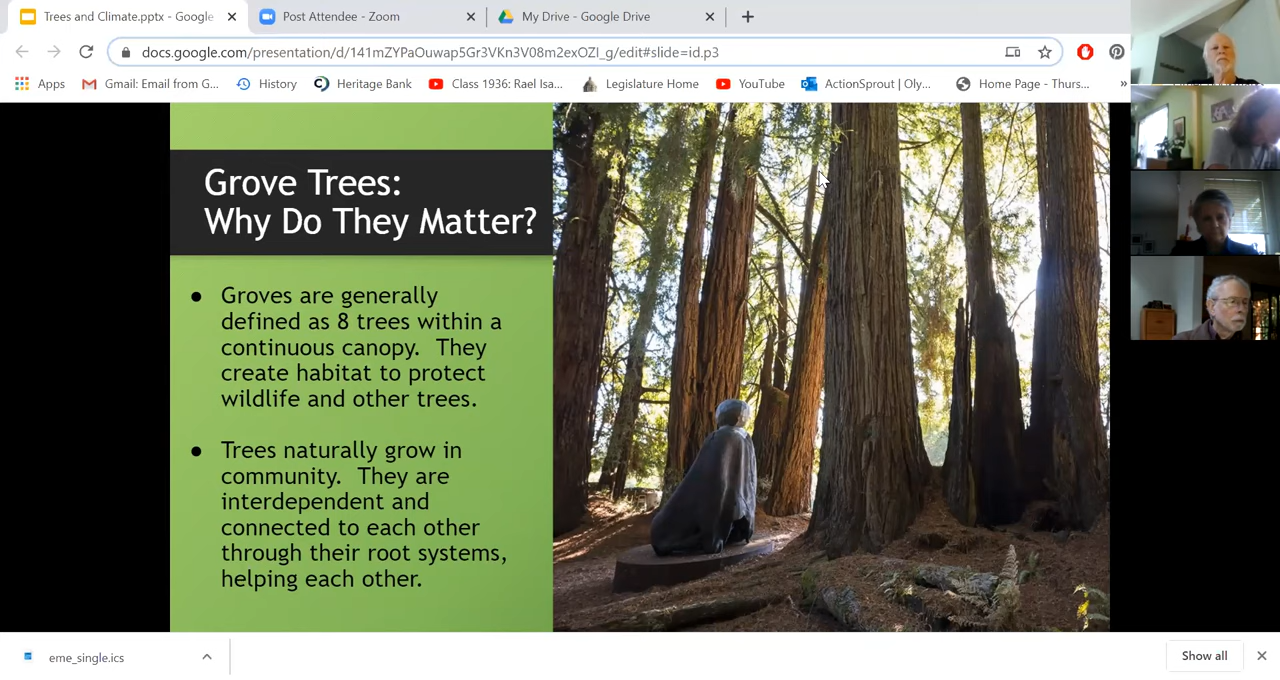 Trees and Climate.pptx - Google
Post Attendee - Zoom
My Drive - Google Drive
docs.google.com/presentation/d/141mZYPaOuwap5Gr3VKn3V08m2exOZI_g/edit#slide=id.p3
Apps
Gmail: Email from G...
History
Heritage Bank
Class 1936: Rael Isa...
Legislature Home
YouTube
ActionSprout | Oly...
Home Page - Thurs...
»
Grove Trees:
Why Do They Matter?
● Groves are generally
defined as 8 trees within a
continuous canopy. They
create habitat to protect
wildlife and other trees.
● Trees naturally grow in
community. They are
interdependent and
connected to each other
through their root systems,
helping each other.
eme_single.ics
Show all